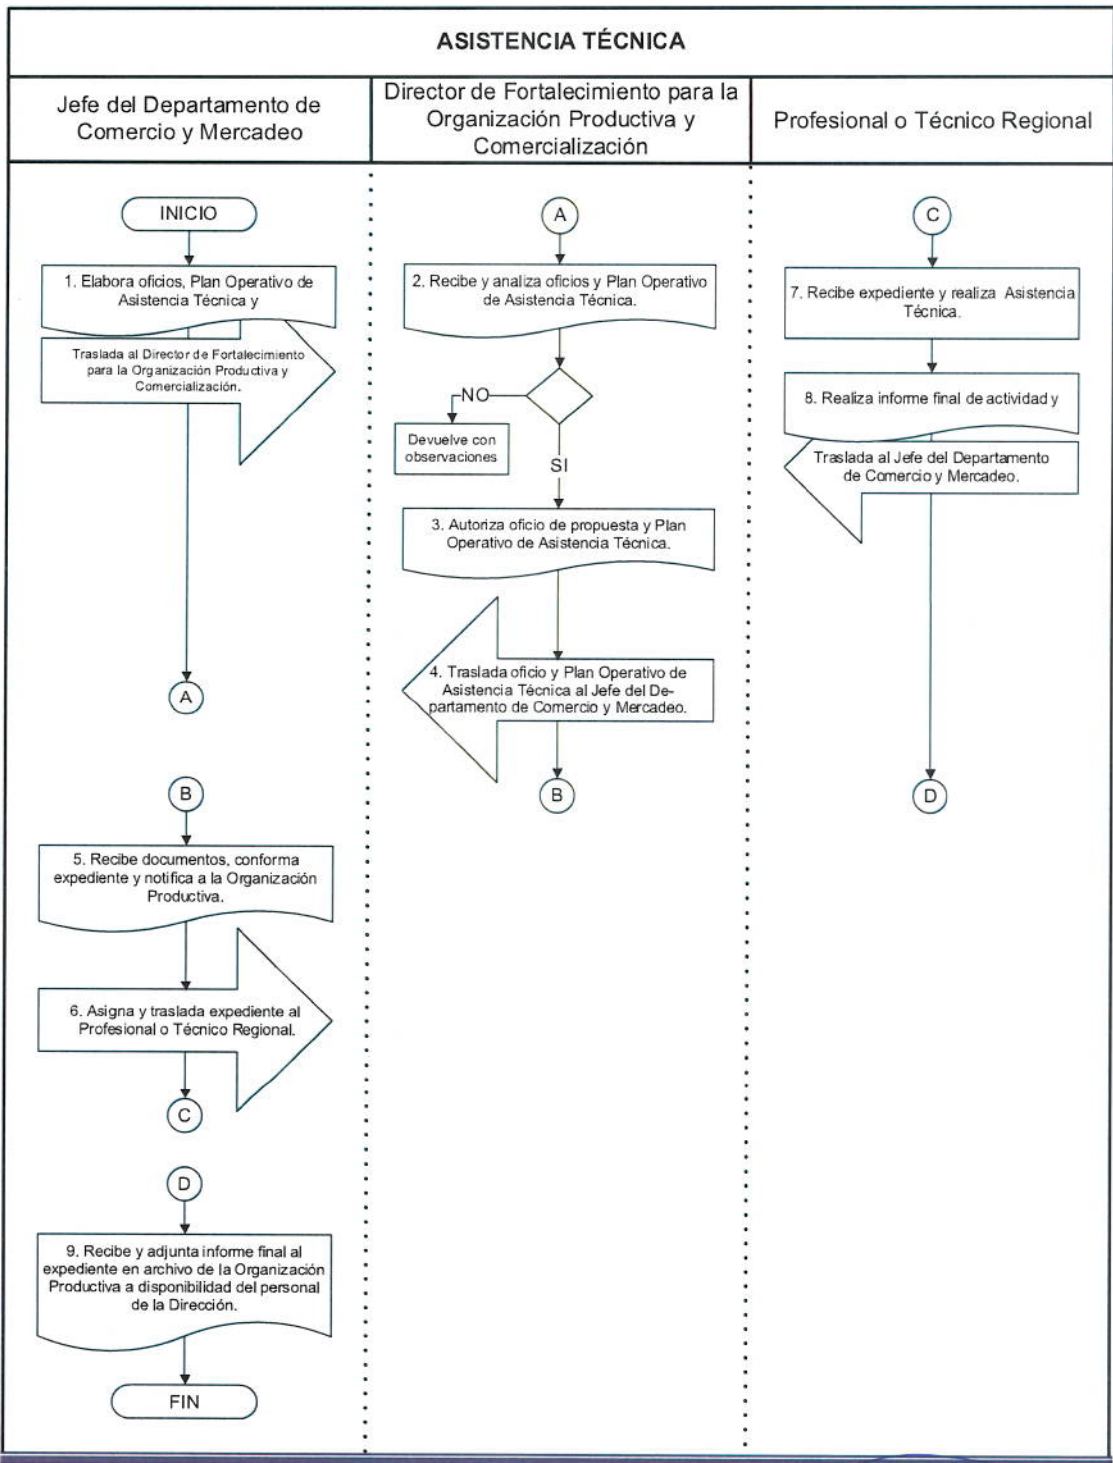 ASISTENCIA TÉCNICA
Jefe del Departamento de
Comercio y Mercadeo
Director de Fortalecimiento para la
Organización Productiva y
Comercialización
Profesional o Técnico Regional
INICIO
1. Elabora oficios, Plan Operativo de
Asistencia Técnica y
Traslada al Director de Fortalecimiento
para la Organización Productiva y
Comercialización.
A
B
5. Recibe documentos, conforma
expediente y notifica a la Organización
Productiva.
6. Asigna y traslada expediente al
Profesional o Técnico Regional.
C
D
9. Recibe y adjunta informe final al
expediente en archivo de la Organización
Productiva a disponibilidad del personal
de la Dirección.
FIN
A
2. Recibe y analiza oficios y Plan Operativo
de Asistencia Técnica.
NO
Devuelve con
observaciones
SI
3. Autoriza oficio de propuesta y Plan
Operativo de Asistencia Técnica.
4. Traslada oficio y Plan Operativo de
Asistencia Técnica al Jefe del De-
partamento de Comercio y Mercadeo.
B
C
7. Recibe expediente y realiza Asistencia
Técnica.
8. Realiza informe final de actividad y
Traslada al Jefe del Departamento
de Comercio y Mercadeo.
D